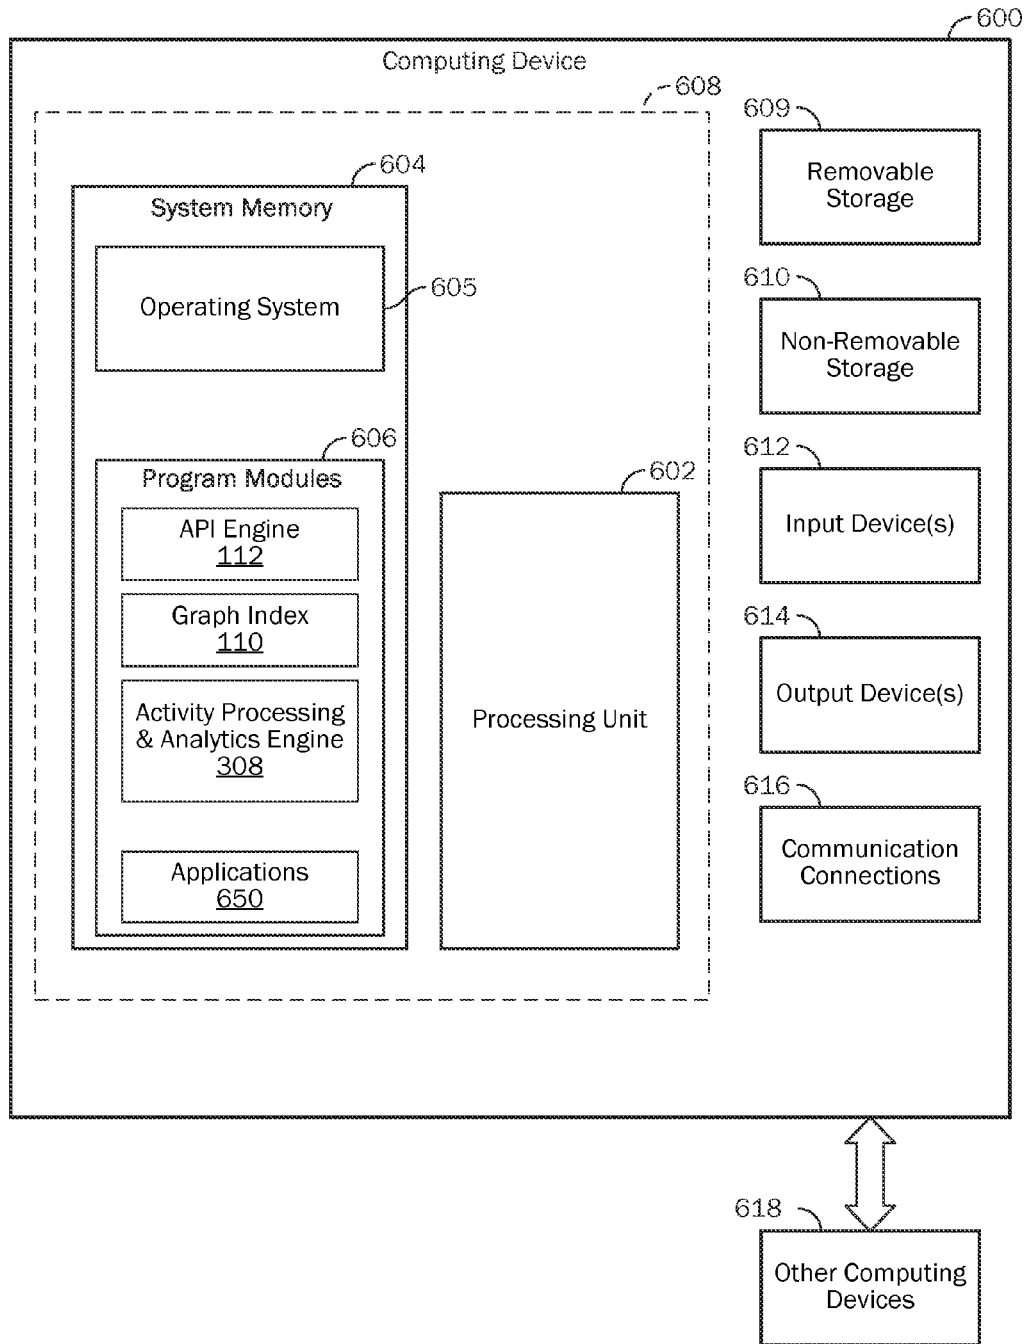 600
Computing Device
608
604
System Memory
Operating System
605
606
Program Modules
API Engine
112
Graph Index
110
Activity Processing
& Analytics Engine
308
Applications
650
602
Processing Unit
609
Removable
Storage
610
Non-Removable
Storage
612
Input Device(s)
614
Output Device(s)
616
Communication
Connections
618
Other Computing
Devices